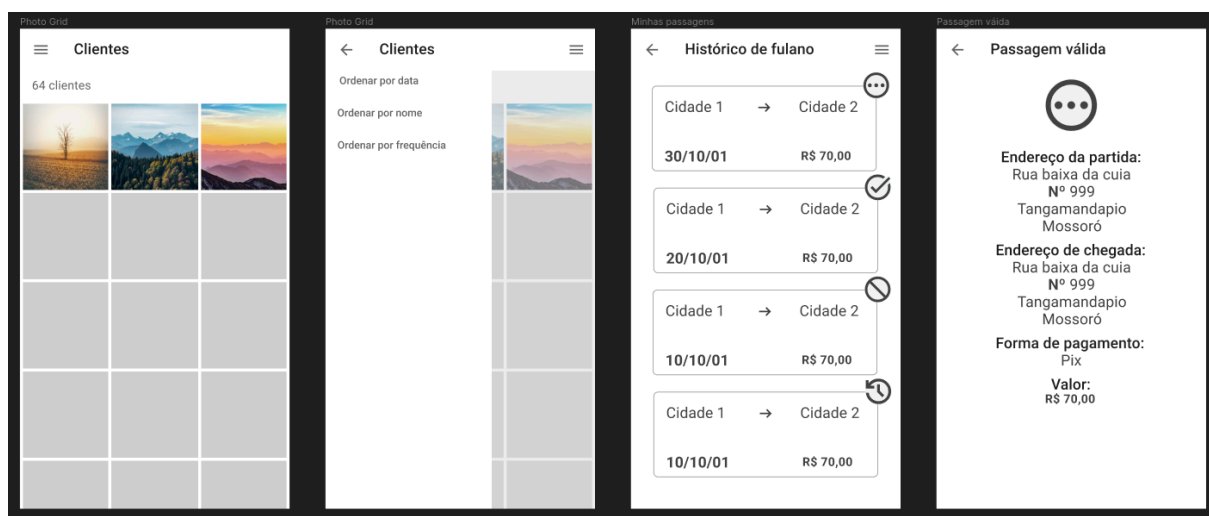 Photo Grid
Clientes
64 clientes
Photo Grid
Clientes
Ordenar por data
Ordenar por nome
Ordenar por frequência
Minhas passagens
Histórico de fulano
Cidade 1 → Cidade 2
30/10/01 R$ 70,00
Cidade 1 → Cidade 2
20/10/01 R$ 70,00
Cidade 1 → Cidade 2
10/10/01 R$ 70,00
Cidade 1 → Cidade 2
10/10/01 R$ 70,00
Passagem váida
Passagem válida
Endereço da partida:
Rua baixa da cuia
Nº 999
Tangamandapio
Mossoró
Endereço de chegada:
Rua baixa da cuia
Nº 999
Tangamandapio
Mossoró
Forma de pagamento:
Pix
Valor:
R$ 70,00